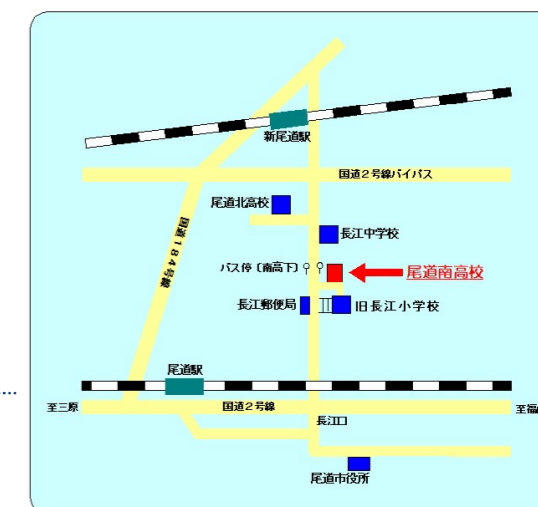 新尾道駅
国道2号線バイパス
尾道北高校
長江中学校
国道184号線
バス停〔南高下〕
尾道南高校
長江郵便局
旧長江小学校
尾道駅
至三原
国道2号線
至福
長江口
尾道市役所